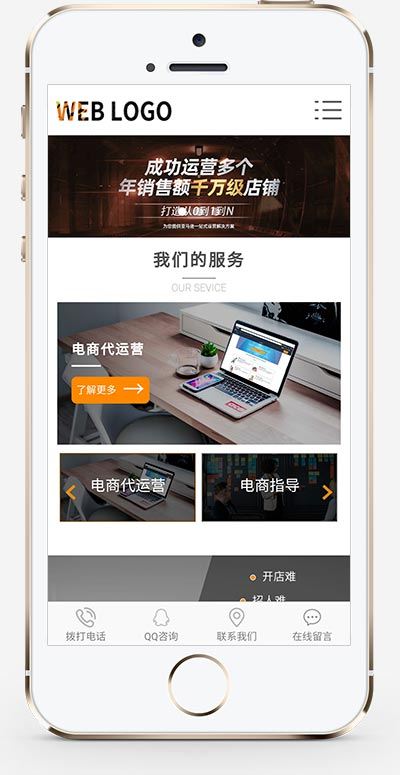 WEB LOGO
成功运营多个
年销售额千万级店铺
打造从0到1到N
为您提供亚马逊一站式运营解决方案
我们的服务
OUR SEVICE
电商代运营
了解更多
电商代运营
电商指导
开店难
招人难
拨打电话
QQ咨询
联系我们
在线留言